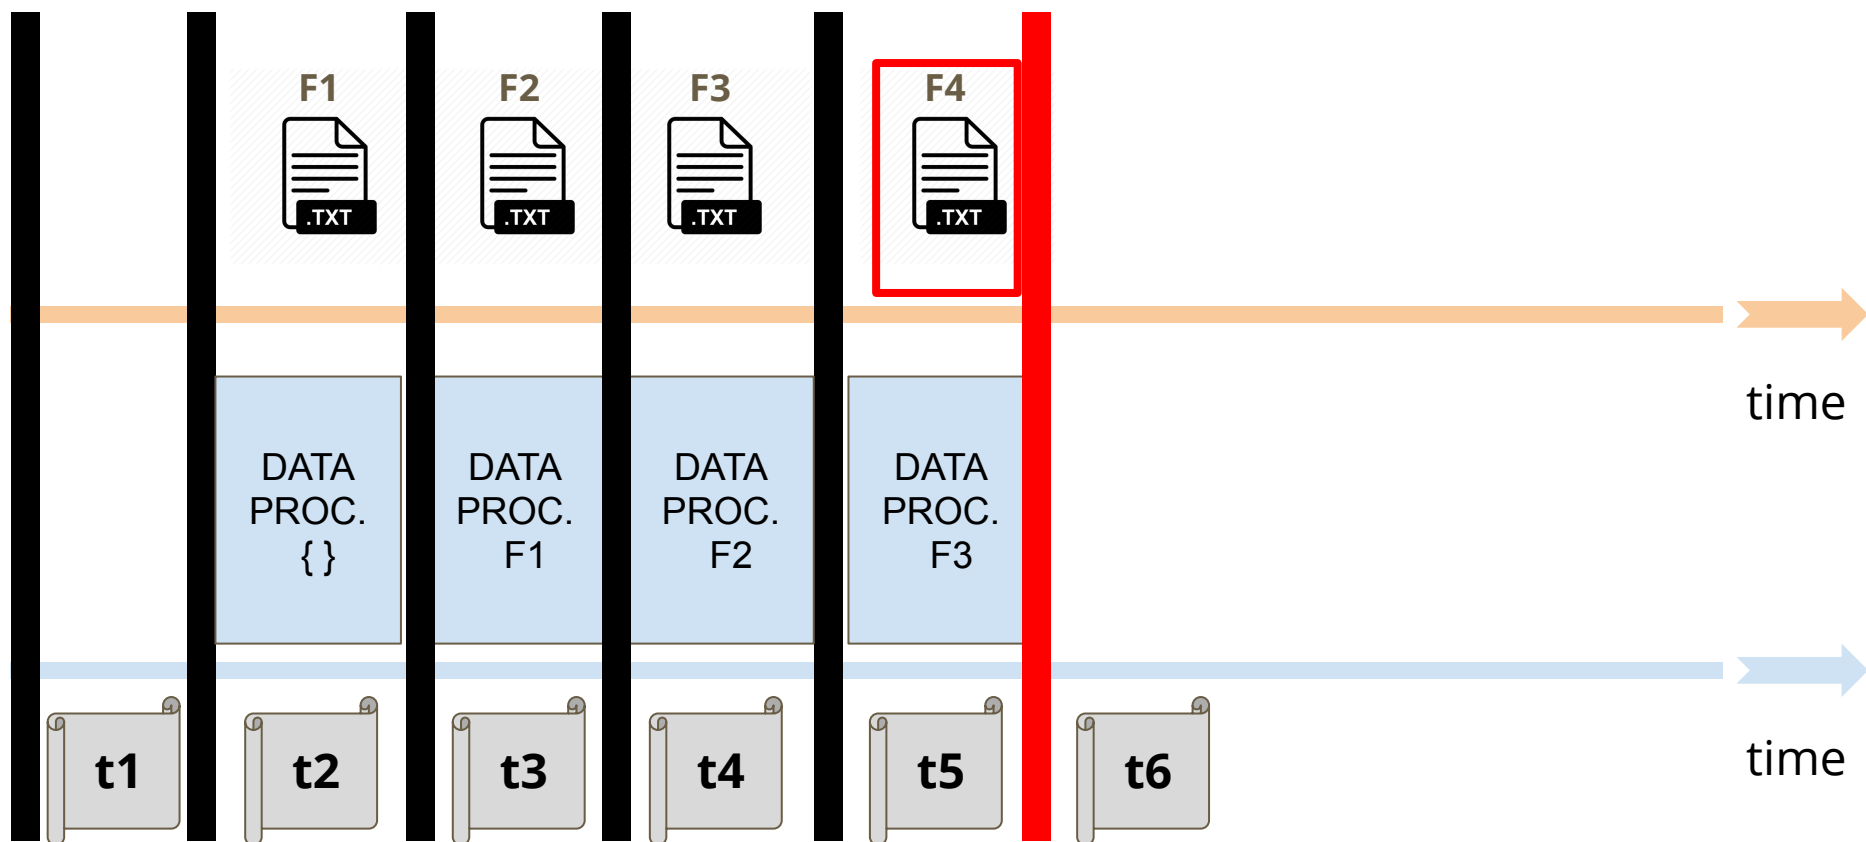 F1
F2
F3
F4
.TXT
.TXT
.TXT
.TXT
time
DATA
PROC.
{ }
DATA
PROC.
F1
DATA
PROC.
F2
DATA
PROC.
F3
t1
t2
t3
t4
t5
t6
time